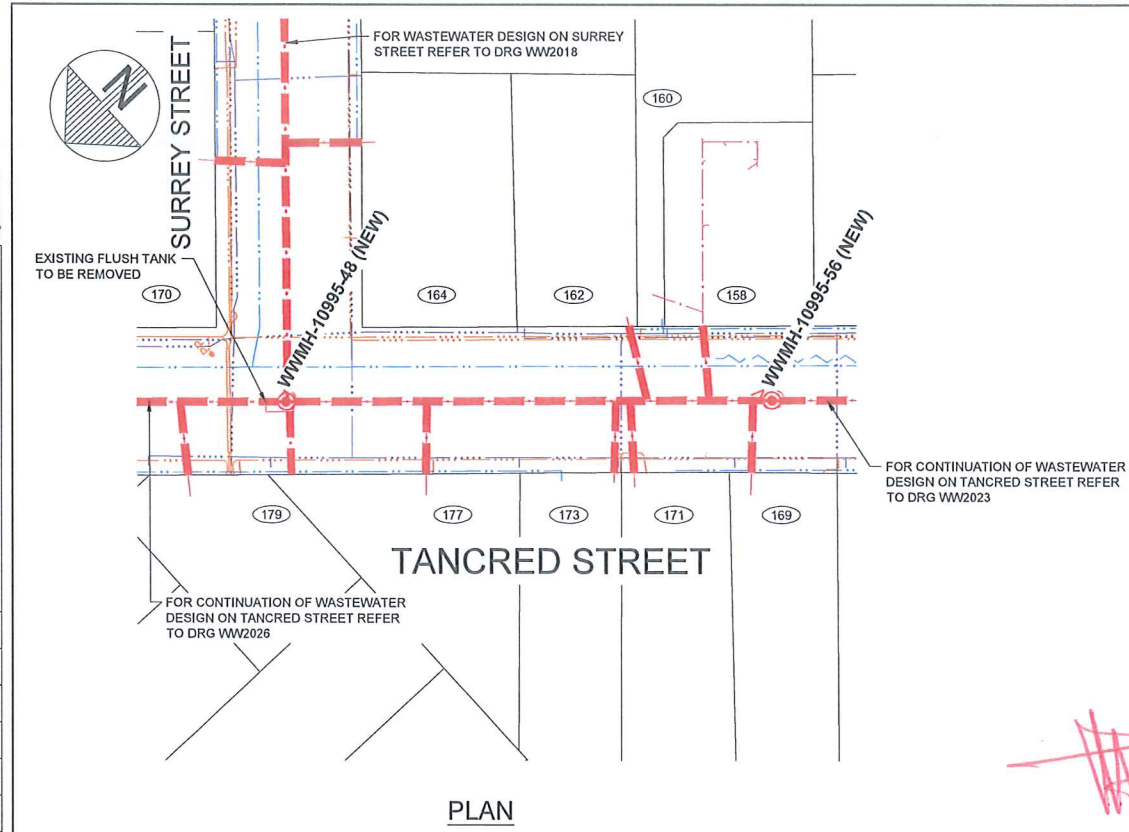 FOR WASTEWATER DESIGN ON SURREY
STREET REFER TO DRG WW2018
N
SURREY STREET
160
EXISTING FLUSH TANK
TO BE REMOVED
170
WWMH-10995-48 (NEW)
164
162
158
WWMH-10995-56 (NEW)
FOR CONTINUATION OF WASTEWATER
DESIGN ON TANCRED STREET REFER
TO DRG WW2023
179
177
173
171
169
TANCRED STREET
FOR CONTINUATION OF WASTEWATER
DESIGN ON TANCRED STREET REFER
TO DRG WW2026
PLAN